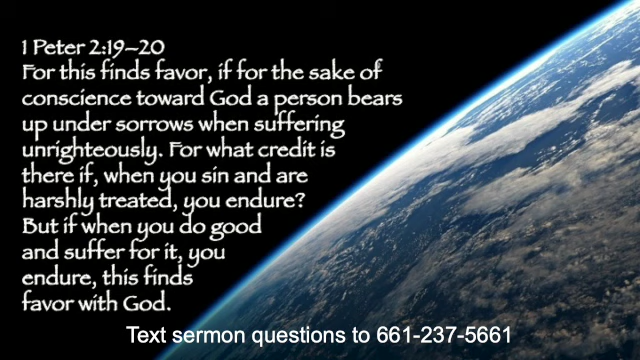 1 Peter 2:19–20
For this finds favor, if for the sake of
conscience toward God a person bears
up under sorrows when suffering
unrighteously. For what credit is
there if, when you sin and are
harshly treated, you endure?
But if when you do good
and suffer for it, you
endure, this finds
favor with God.
Text sermon questions to 661-237-5661